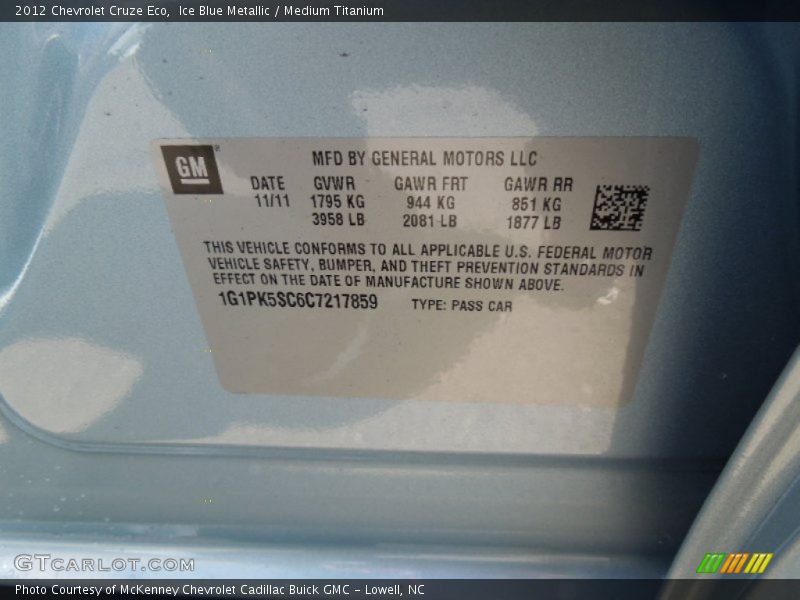 2012 Chevrolet Cruze Eco,  Ice Blue Metallic / Medium Titanium
GM ®
MFD BY GENERAL MOTORS LLC
DATE GVWR GAWR FRT GAWR RR
11/11 1795 KG 944 KG 851 KG
3958 LB 2081 LB 1877 LB
THIS VEHICLE CONFORMS TO ALL APPLICABLE U.S. FEDERAL MOTOR
VEHICLE SAFETY, BUMPER, AND THEFT PREVENTION STANDARDS IN
EFFECT ON THE DATE OF MANUFACTURE SHOWN ABOVE.
1G1PK5SC6C7217859 TYPE: PASS CAR
GTCARLOT.COM
Photo Courtesy of McKenney Chevrolet Cadillac Buick GMC - Lowell, NC